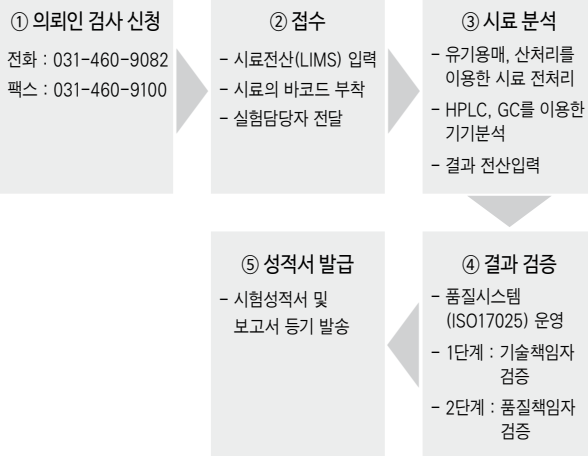 ① 의뢰인 검사 신청
전화 : 031-460-9082
팩스 : 031-460-9100
② 접수
- 시료전산(LIMS) 입력
- 시료의 바코드 부착
- 실험담당자 전달
③ 시료 분석
- 유기용매, 산처리를
이용한 시료 전처리
- HPLC, GC를 이용한
기기분석
- 결과 전산입력
④ 결과 검증
- 품질시스템
(ISO17025) 운영
- 1단계 : 기술책임자
검증
- 2단계 : 품질책임자
검증
⑤ 성적서 발급
- 시험성적서 및
보고서 등기 발송